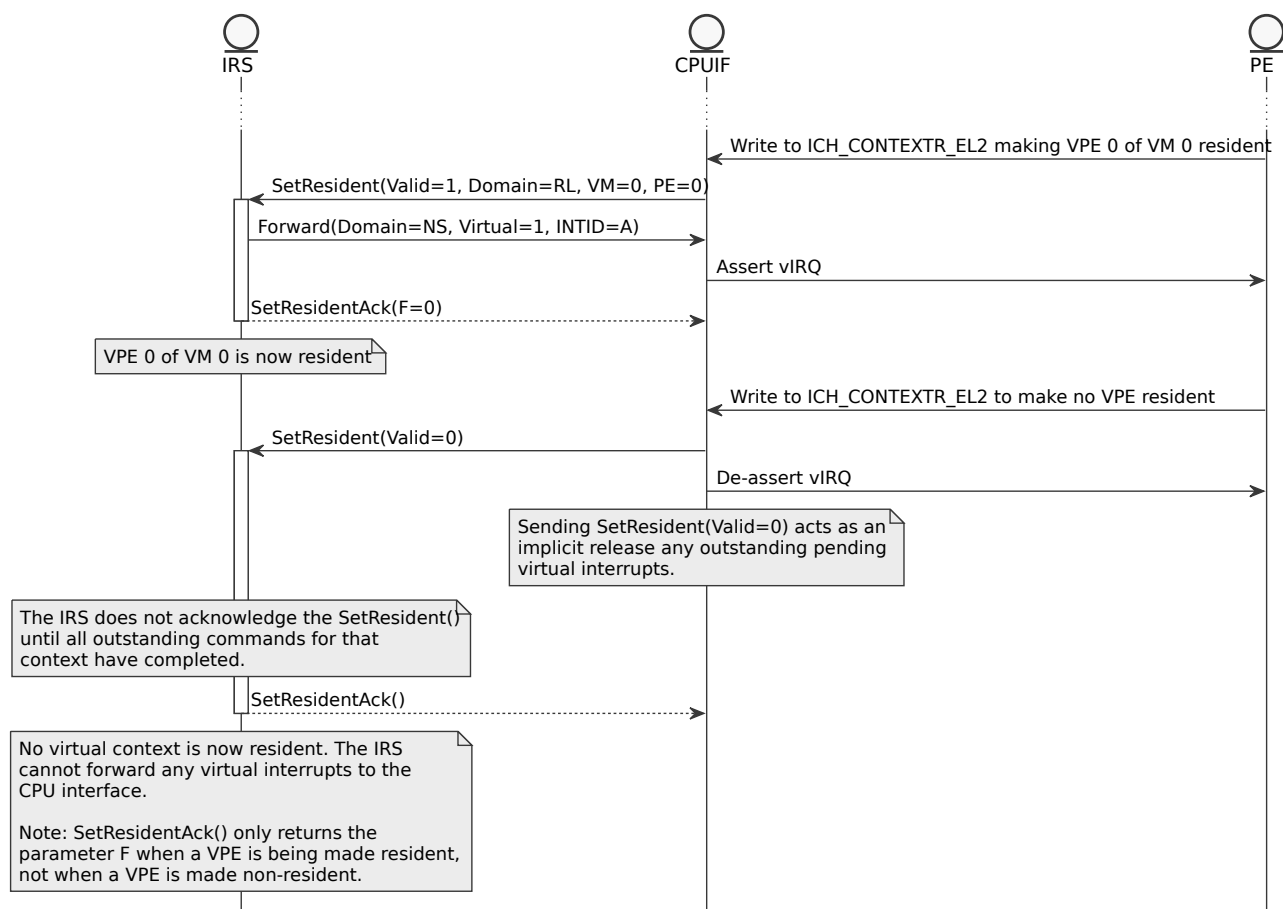 IRS
CPUIF
PE
Write to ICH_CONTEXTR_EL2 making VPE 0 of VM 0 resident
SetResident(Valid=1, Domain=RL, VM=0, PE=0)
Forward(Domain=NS, Virtual=1, INTID=A)
Assert vIRQ
SetResidentAck(F=0)
VPE 0 of VM 0 is now resident
Write to ICH_CONTEXTR_EL2 to make no VPE resident
SetResident(Valid=0)
De-assert vIRQ
Sending SetResident(Valid=0) acts as an
implicit release any outstanding pending
virtual interrupts.
The IRS does not acknowledge the SetResident()
until all outstanding commands for that
context have completed.
SetResidentAck()
No virtual context is now resident. The IRS
cannot forward any virtual interrupts to the
CPU interface.
Note: SetResidentAck() only returns the
parameter F when a VPE is being made resident,
not when a VPE is made non-resident.